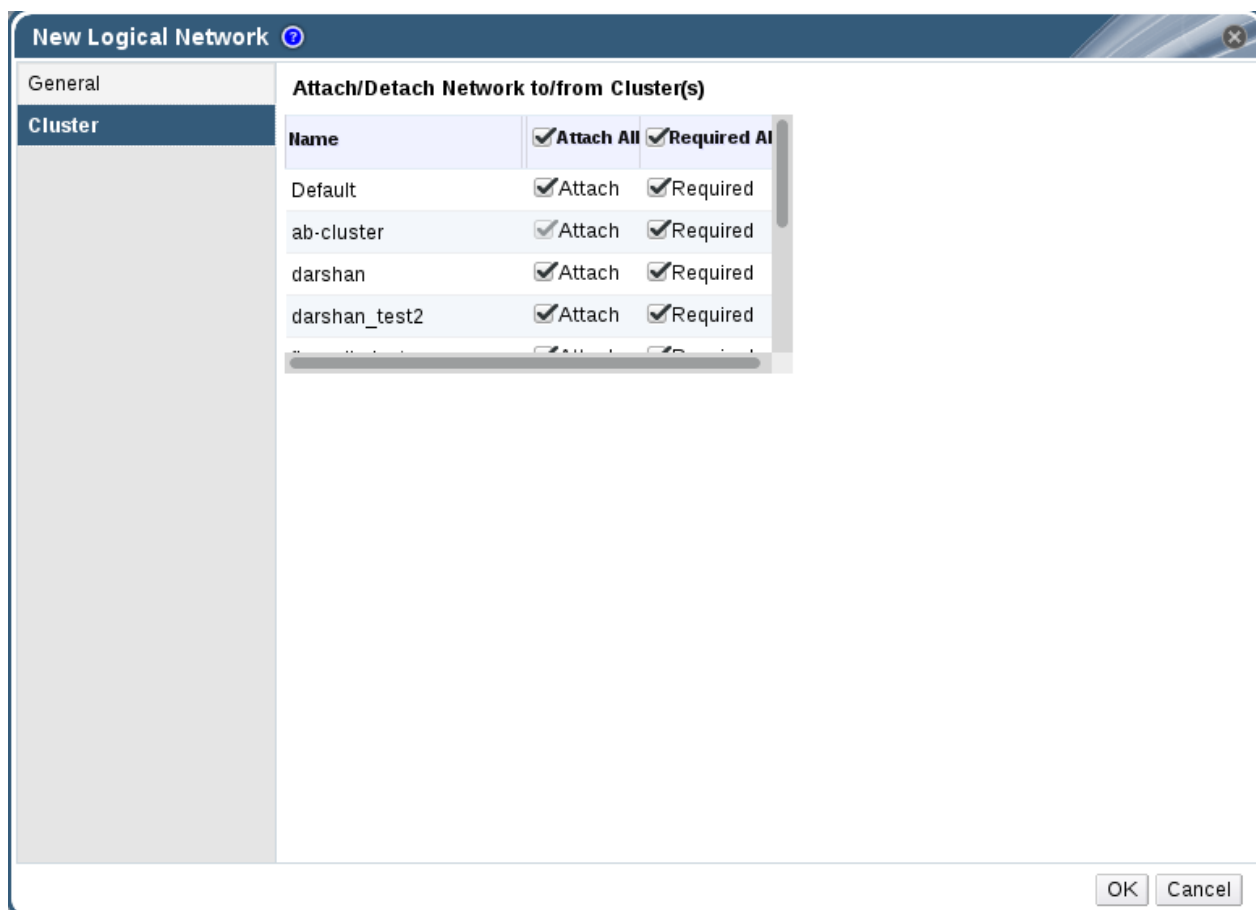 New Logical Network ?
General
Cluster
Attach/Detach Network to/from Cluster(s)
Name Attach All Required Al
Default Attach Required
ab-cluster Attach Required
darshan Attach Required
darshan_test2 Attach Required
OK Cancel